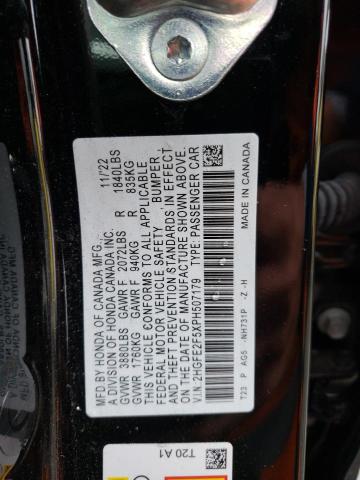 MFD. BY HONDA OF CANADA MFG. 11/'22
A DIVISION OF HONDA CANADA INC.
GVWR 3880LBS GAWR F 2072LBS R 1840LBS
GVWR 1760KG GAWR F 940KG R 835KG
THIS VEHICLE CONFORMS TO ALL APPLICABLE
FEDERAL MOTOR VEHICLE SAFETY, BUMPER,
AND THEFT PREVENTION STANDARDS IN EFFECT
ON THE DATE OF MANUFACTURE SHOWN ABOVE.
V.I.N. 2HGFE2F5XPH507179 TYPE: PASSENGER CAR
T23 P AG5 -NH731P -Z -H
MADE IN CANADA
T20 A1